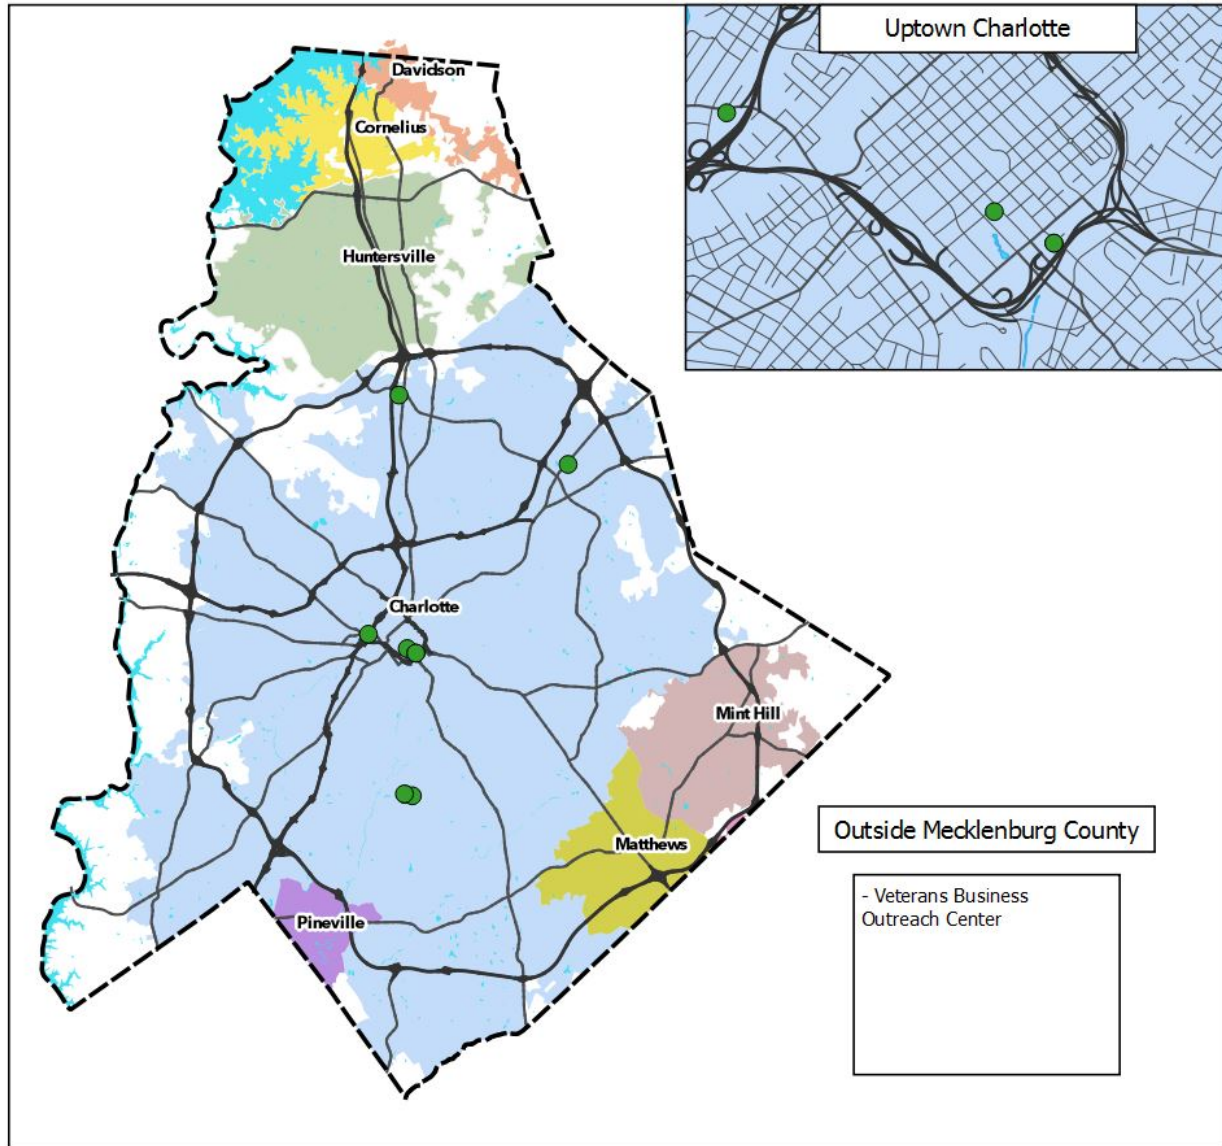 Uptown Charlotte
Davidson
Cornelius
Huntersville
Charlotte
Mint Hill
Matthews
Pineville
Outside Mecklenburg County
- Veterans Business
Outreach Center